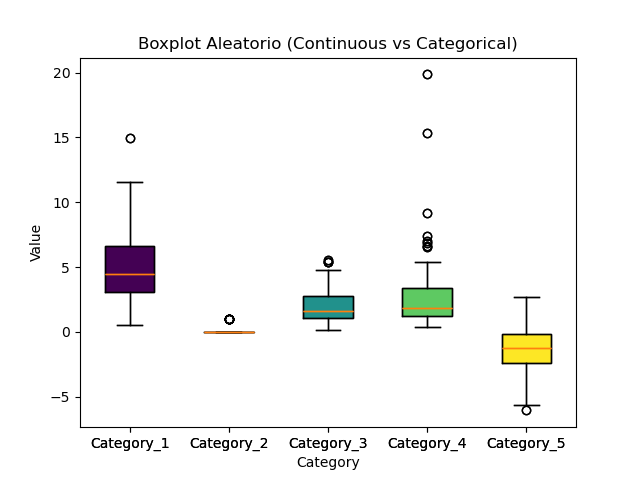 Boxplot Aleatorio (Continuous vs Categorical)
Value
20
15
10
5
0
−5
Category_1 Category_2 Category_3 Category_4 Category_5
Category